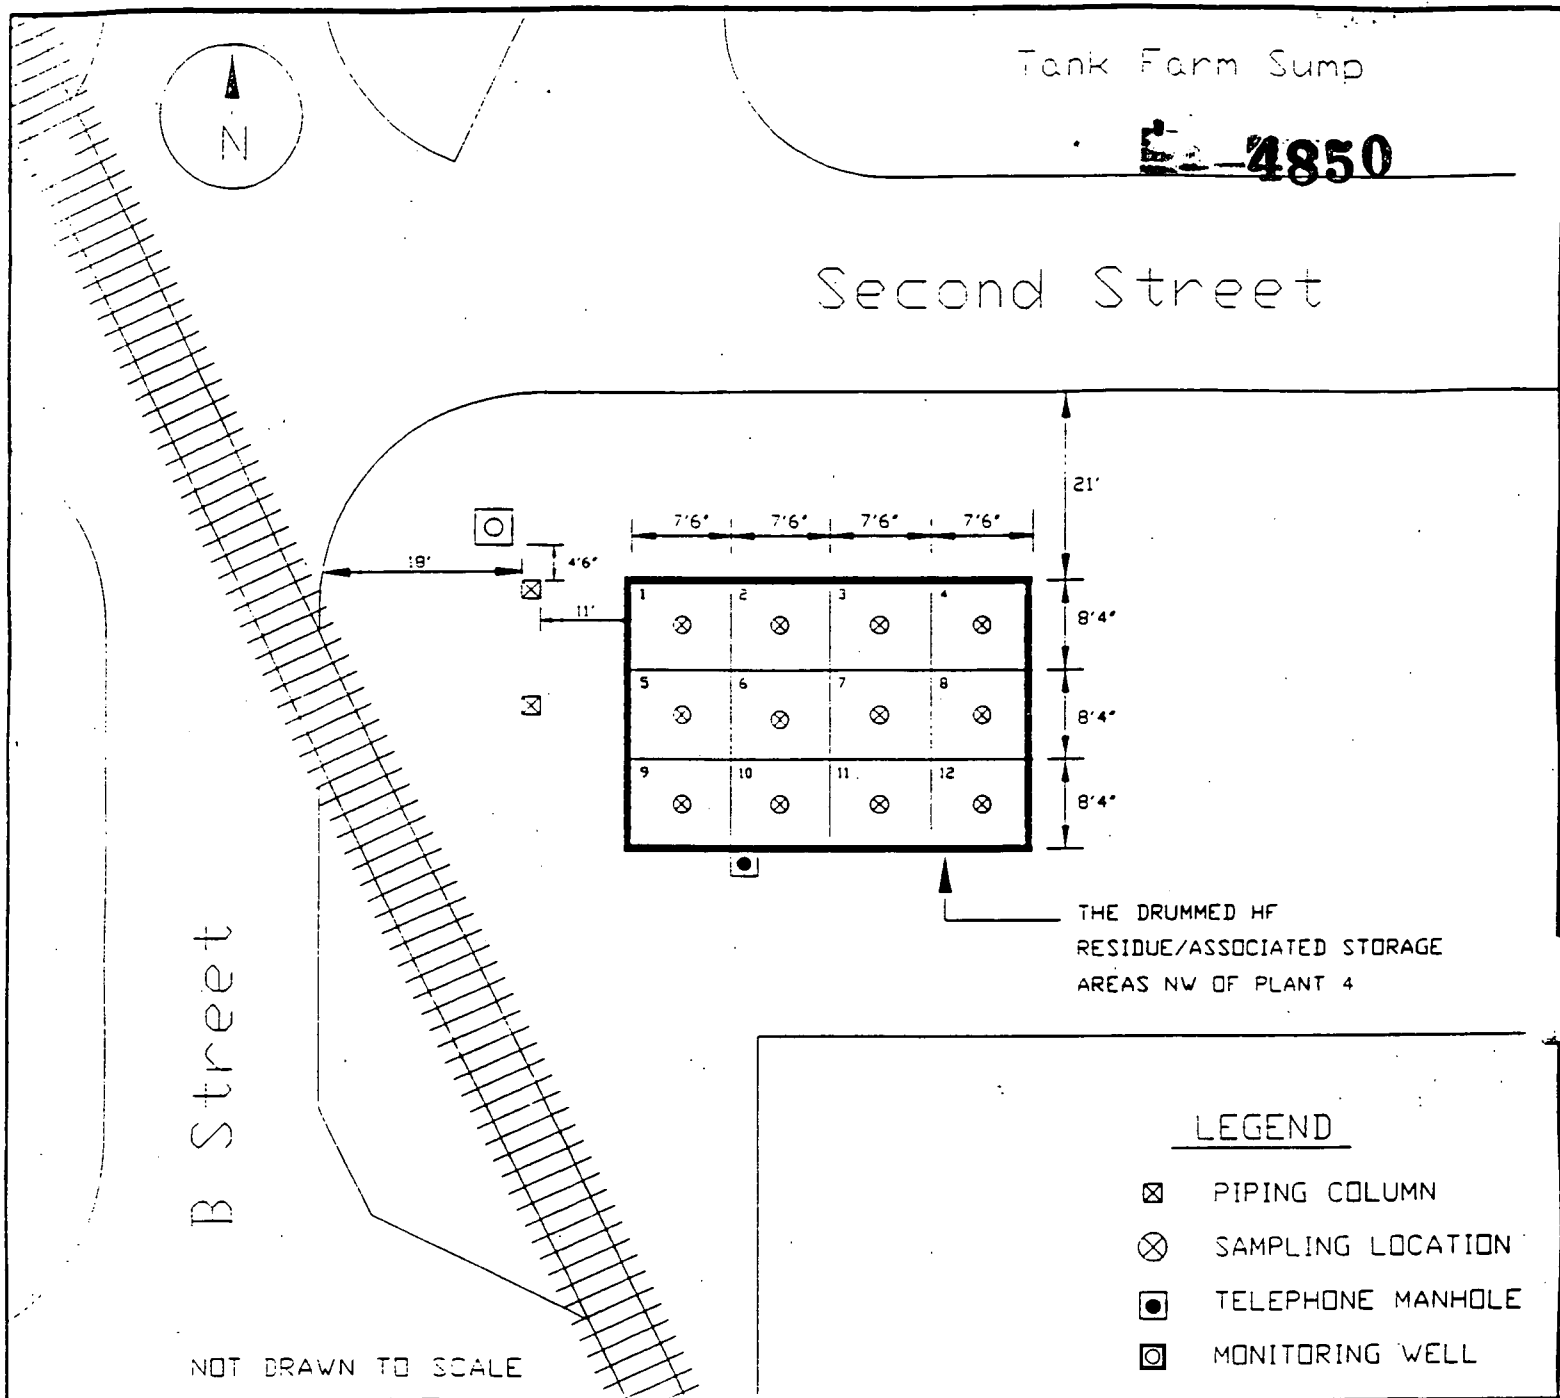 Tank Farm Sump
4850
N
Second Street
21'
7'6" 7'6" 7'6" 7'6"
18'
4'6"
11'
1 2 3 4
8'4"
5 6 7 8
8'4"
9 10 11 12
8'4"
THE DRUMMED HF
RESIDUE/ASSOCIATED STORAGE
AREAS NW OF PLANT 4
B Street
LEGEND
PIPING COLUMN
SAMPLING LOCATION
TELEPHONE MANHOLE
MONITORING WELL
NOT DRAWN TO SCALE